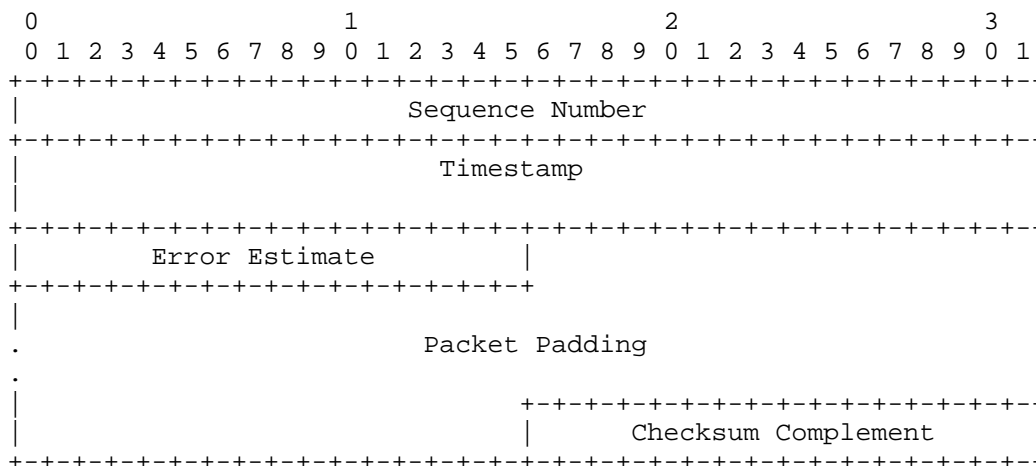 0                   1                   2                   3
 0 1 2 3 4 5 6 7 8 9 0 1 2 3 4 5 6 7 8 9 0 1 2 3 4 5 6 7 8 9 0 1
+-+-+-+-+-+-+-+-+-+-+-+-+-+-+-+-+-+-+-+-+-+-+-+-+-+-+-+-+-+-+-+-
|                        Sequence Number
+-+-+-+-+-+-+-+-+-+-+-+-+-+-+-+-+-+-+-+-+-+-+-+-+-+-+-+-+-+-+-+-
|                          Timestamp
|
+-+-+-+-+-+-+-+-+-+-+-+-+-+-+-+-+-+-+-+-+-+-+-+-+-+-+-+-+-+-+-+-
|        Error Estimate         |
+-+-+-+-+-+-+-+-+-+-+-+-+-+-+-+-+
|
.                         Packet Padding
.
|                               +-+-+-+-+-+-+-+-+-+-+-+-+-+-+-+-
|                               |      Checksum Complement
+-+-+-+-+-+-+-+-+-+-+-+-+-+-+-+-+-+-+-+-+-+-+-+-+-+-+-+-+-+-+-+-